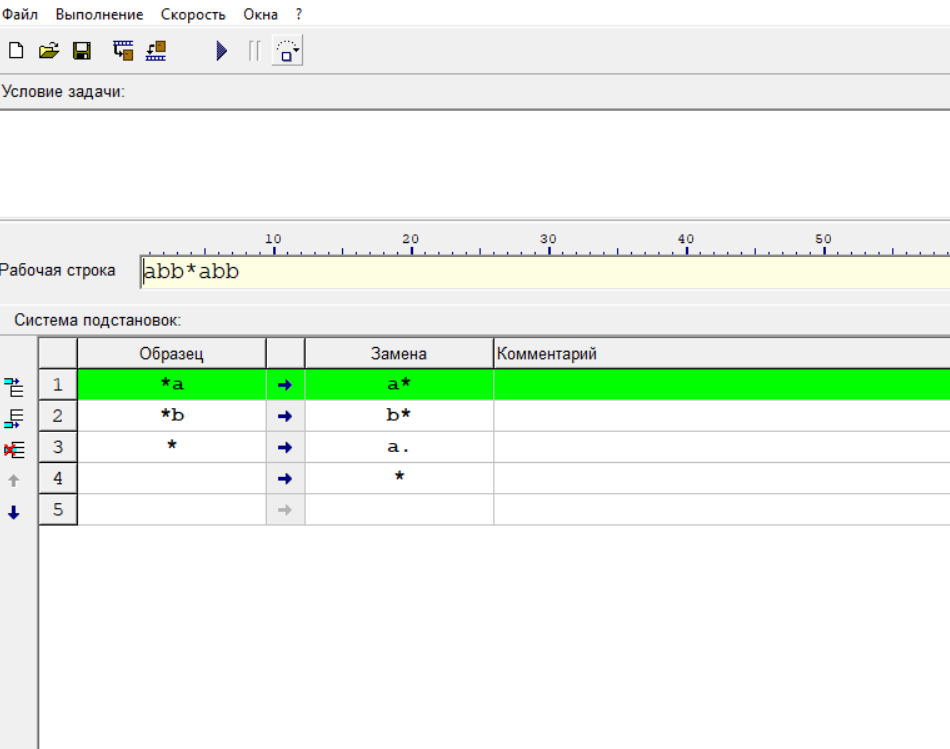 Файл Выполнение Скорость Окна ?
Условие задачи:
10 20 30 40 50
Рабочая строка abb*abb
Система подстановок:
Образец Замена Комментарий
1 *a → a*
2 *b → b*
3 * → a.
4 → *
5 →